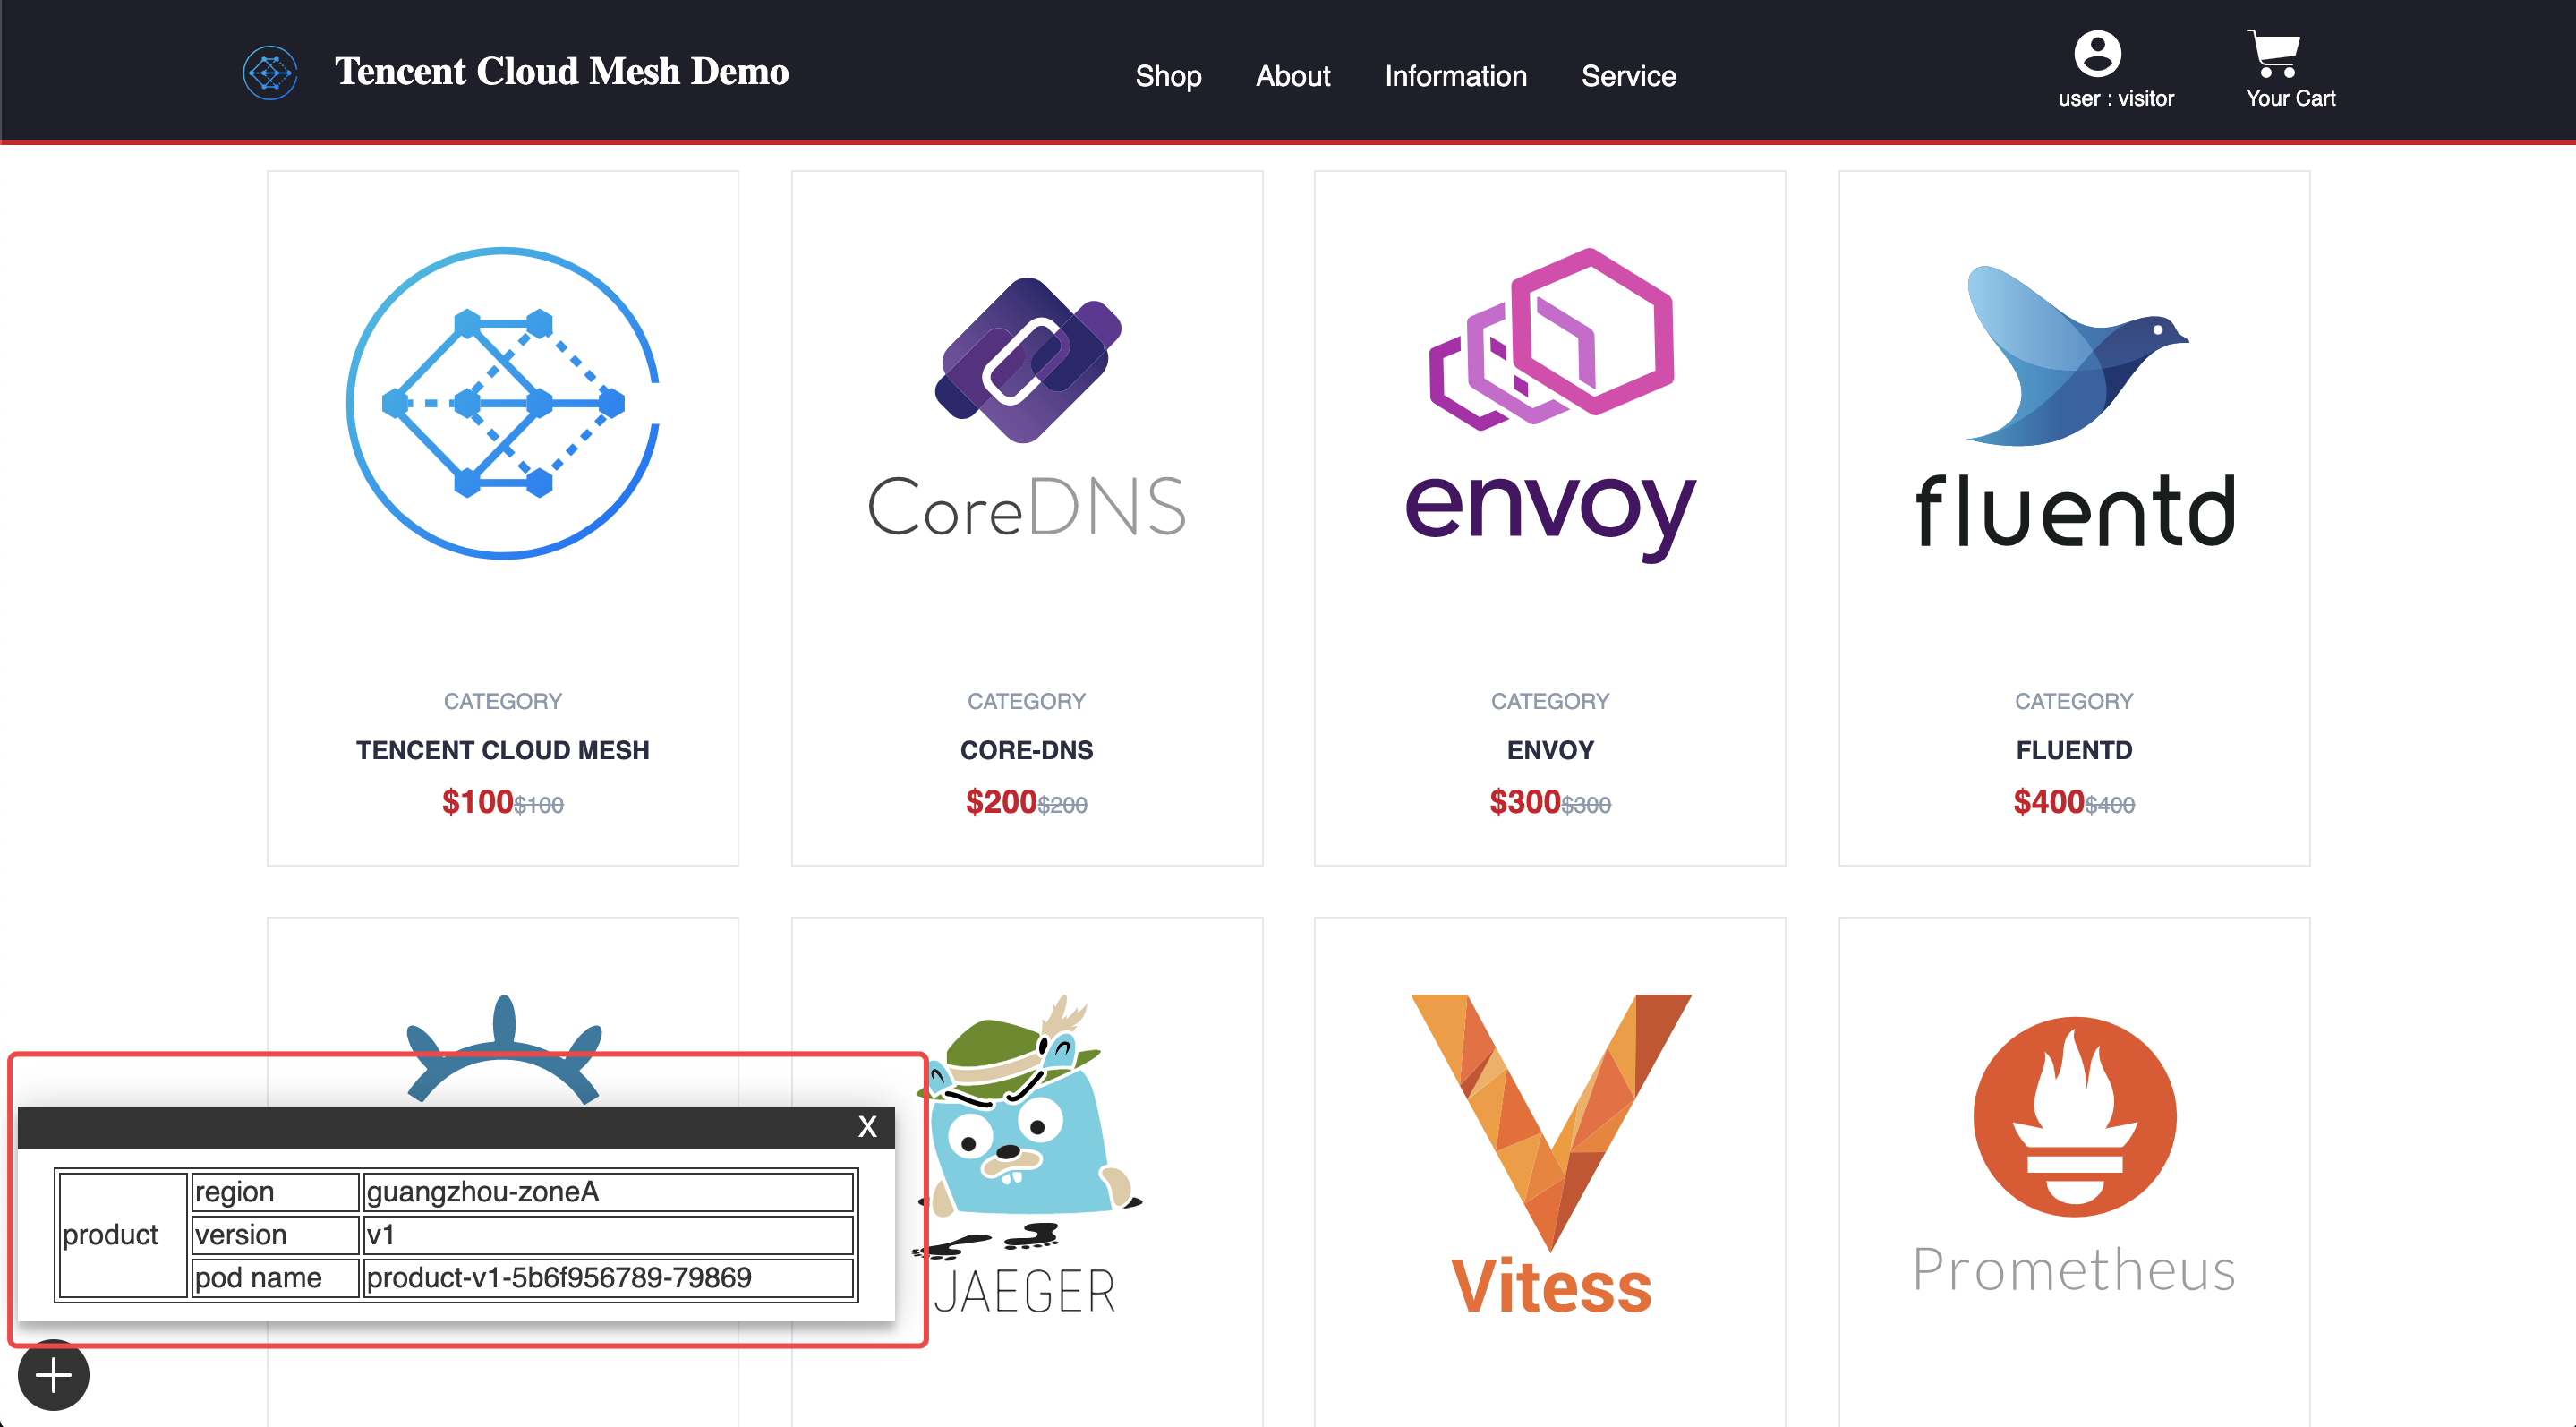 Tencent Cloud Mesh Demo
Shop About Information Service
user : visitor
Your Cart
CoreDNS
envoy
fluentd
CATEGORY
TENCENT CLOUD MESH
$100$100
CATEGORY
CORE-DNS
$200$200
CATEGORY
ENVOY
$300$300
CATEGORY
FLUENTD
$400$400
JAEGER
Vitess
Prometheus
X
product
region guangzhou-zoneA
version v1
pod name product-v1-5b6f956789-79869